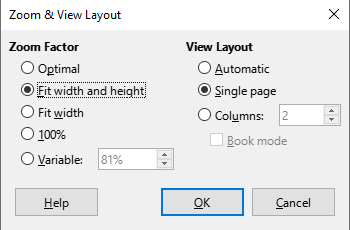 Zoom & View Layout
Zoom Factor
Optimal
Fit width and height
Fit width
100%
Variable: 81%
View Layout
Automatic
Single page
Columns: 2
Book mode
Help
OK
Cancel